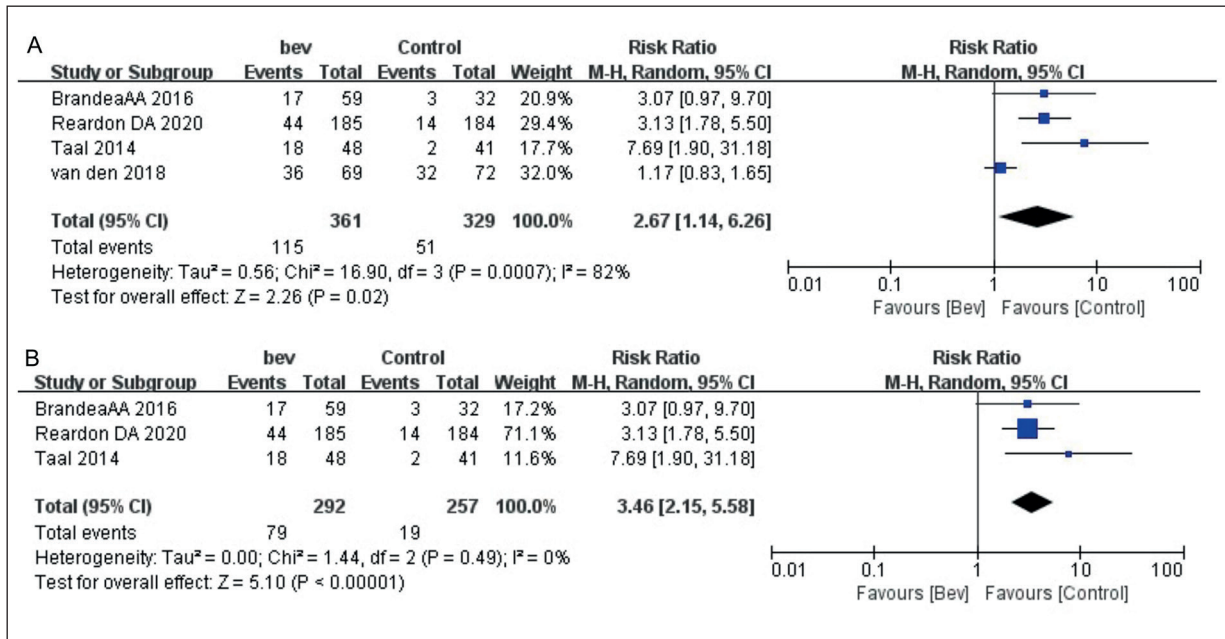 A
bev Control Risk Ratio Risk Ratio
Study or Subgroup Events Total Events Total Weight M-H, Random, 95% CI M-H, Random, 95% CI
BrandeaAA 2016 17 59 3 32 20.9% 3.07 [0.97, 9.70]
Reardon DA 2020 44 185 14 184 29.4% 3.13 [1.78, 5.50]
Taal 2014 18 48 2 41 17.7% 7.69 [1.90, 31.18]
van den 2018 36 69 32 72 32.0% 1.17 [0.83, 1.65]
Total (95% CI) 361 329 100.0% 2.67 [1.14, 6.26]
Total events 115 51
Heterogeneity: Tau² = 0.56; Chi² = 16.90, df = 3 (P = 0.0007); I² = 82%
Test for overall effect: Z = 2.26 (P = 0.02)
0.01 0.1 1 10 100
Favours [Bev] Favours [Control]
B
bev Control Risk Ratio Risk Ratio
Study or Subgroup Events Total Events Total Weight M-H, Random, 95% CI M-H, Random, 95% CI
BrandeaAA 2016 17 59 3 32 17.2% 3.07 [0.97, 9.70]
Reardon DA 2020 44 185 14 184 71.1% 3.13 [1.78, 5.50]
Taal 2014 18 48 2 41 11.6% 7.69 [1.90, 31.18]
Total (95% CI) 292 257 100.0% 3.46 [2.15, 5.58]
Total events 79 19
Heterogeneity: Tau² = 0.00; Chi² = 1.44, df = 2 (P = 0.49); I² = 0%
Test for overall effect: Z = 5.10 (P < 0.00001)
0.01 0.1 1 10 100
Favours [Bev] Favours [Control]